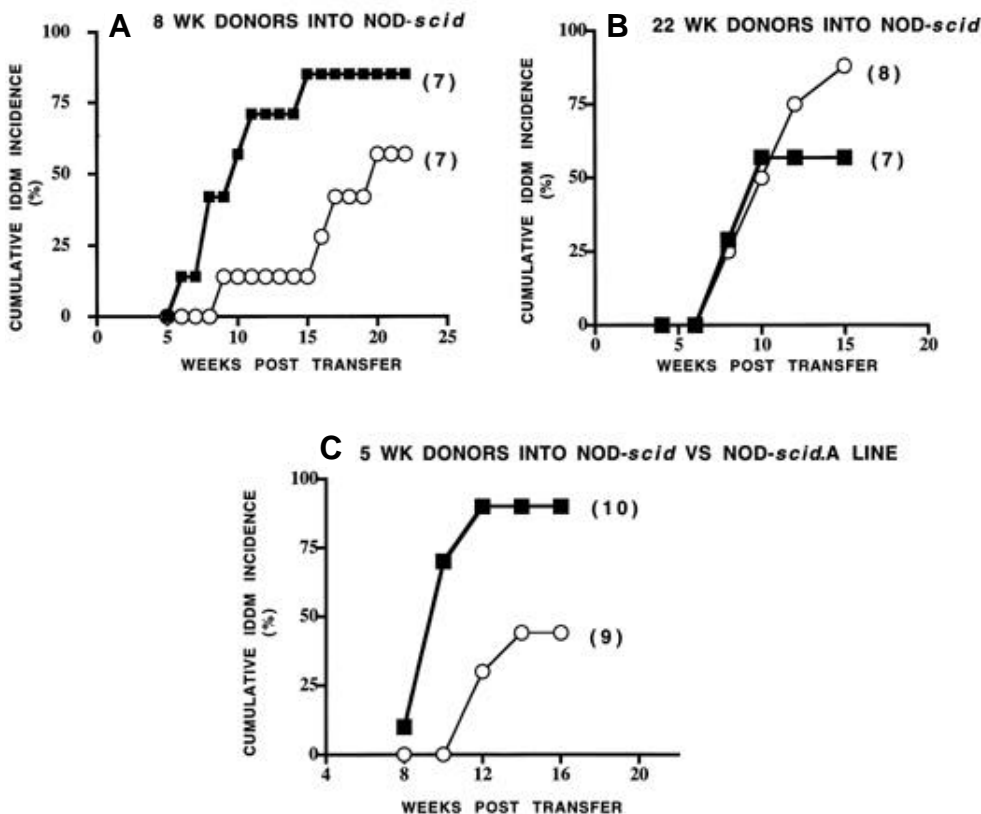 A 8 WK DONORS INTO NOD-scid
CUMULATIVE IDDM INCIDENCE
(%)
100
75
50
25
0
(7)
(7)
0 5 10 15 20 25
WEEKS POST TRANSFER
B 22 WK DONORS INTO NOD-scid
CUMULATIVE IDDM INCIDENCE
(%)
100
75
50
25
0
(8)
(7)
0 5 10 15 20
WEEKS POST TRANSFER
C 5 WK DONORS INTO NOD-scid VS NOD-scid.A LINE
CUMULATIVE IDDM INCIDENCE
(%)
100
75
50
25
0
(10)
(9)
4 8 12 16 20
WEEKS POST TRANSFER